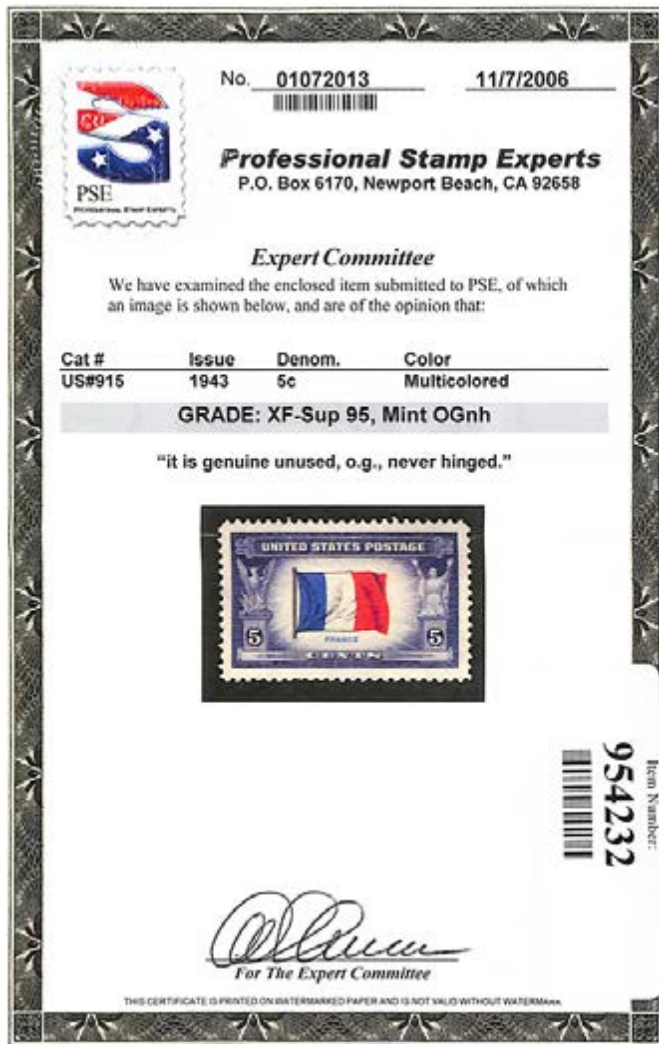 No. 01072013 11/7/2006
PSE
PROFESSIONAL STAMP EXPERTS
Professional Stamp Experts
P.O. Box 6170, Newport Beach, CA 92658
Expert Committee
We have examined the enclosed item submitted to PSE, of which
an image is shown below, and are of the opinion that:
Cat # Issue Denom. Color
US#915 1943 5c Multicolored
GRADE: XF-Sup 95, Mint OGnh
“it is genuine unused, o.g., never hinged.”
UNITED STATES POSTAGE
FRANCE
5 5
CENTS
Item Number:
954232
For The Expert Committee
THIS CERTIFICATE IS PRINTED ON WATERMARKED PAPER AND IS NOT VALID WITHOUT WATERMARK.